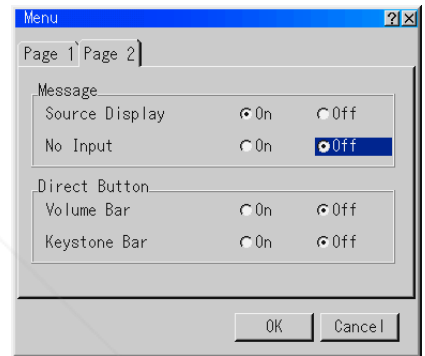 Menu ? ×
Page 1 Page 2
Message
Source Display On Off
No Input On Off
Direct Button
Volume Bar On Off
Keystone Bar On Off
OK Cancel